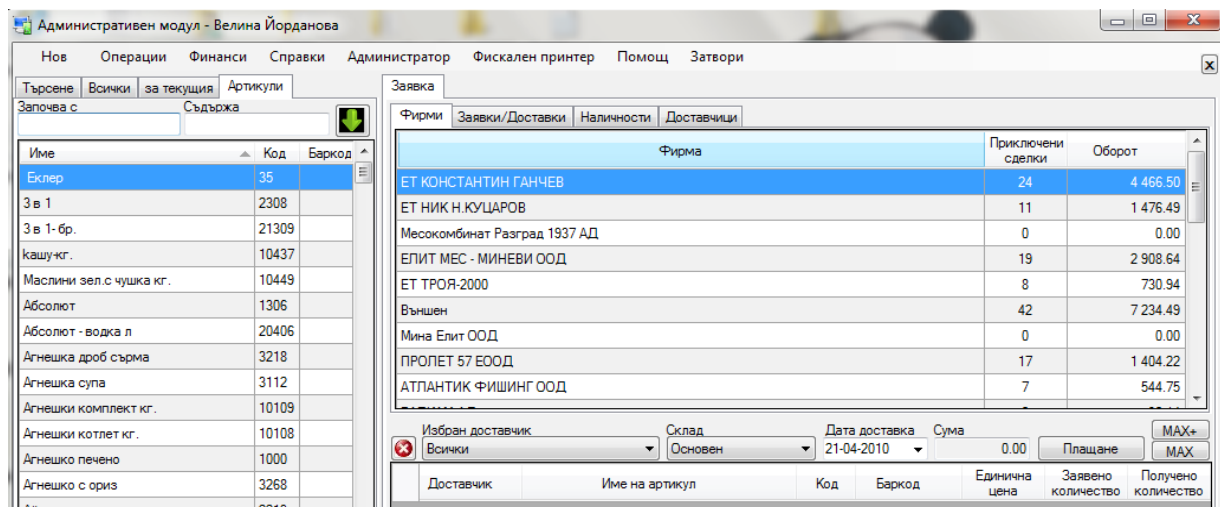 Административен модул - Велина Йорданова
Нов Операции Финанси Справки Администратор Фискален принтер Помощ Затвори
Търсене Всички за текущия Артикули
Започва с Съдържа
Име Код Баркод
Еклер 35
3 в 1 2308
3 в 1- бр. 21309
kашу-кг. 10437
Маслини зел.с чушка кг. 10449
Абсолют 1306
Абсолют - водка л 20406
Агнешка дроб сърма 3218
Агнешка супа 3112
Агнешки комплект кг. 10109
Агнешки котлет кг. 10108
Агнешко печено 1000
Агнешко с ориз 3268
Заявка
Фирми Заявки/Доставки Наличности Доставчици
Фирма Приключени сделки Оборот
ЕТ КОНСТАНТИН ГАНЧЕВ 24 4 466.50
ЕТ НИК Н.КУЦАРОВ 11 1 476.49
Месокомбинат Разград 1937 АД 0 0.00
ЕЛИТ МЕС - МИНЕВИ ООД 19 2 908.64
ЕТ ТРОЯ-2000 8 730.94
Външен 42 7 234.49
Мина Елит ООД 0 0.00
ПРОЛЕТ 57 ЕООД 17 1 404.22
АТЛАНТИК ФИШИНГ ООД 7 544.75
Избран доставчик Склад Дата доставка Сума MAX+
Всички Основен 21-04-2010 0.00 Плащане MAX
Доставчик Име на артикул Код Баркод Единична цена Заявено количество Получено количество